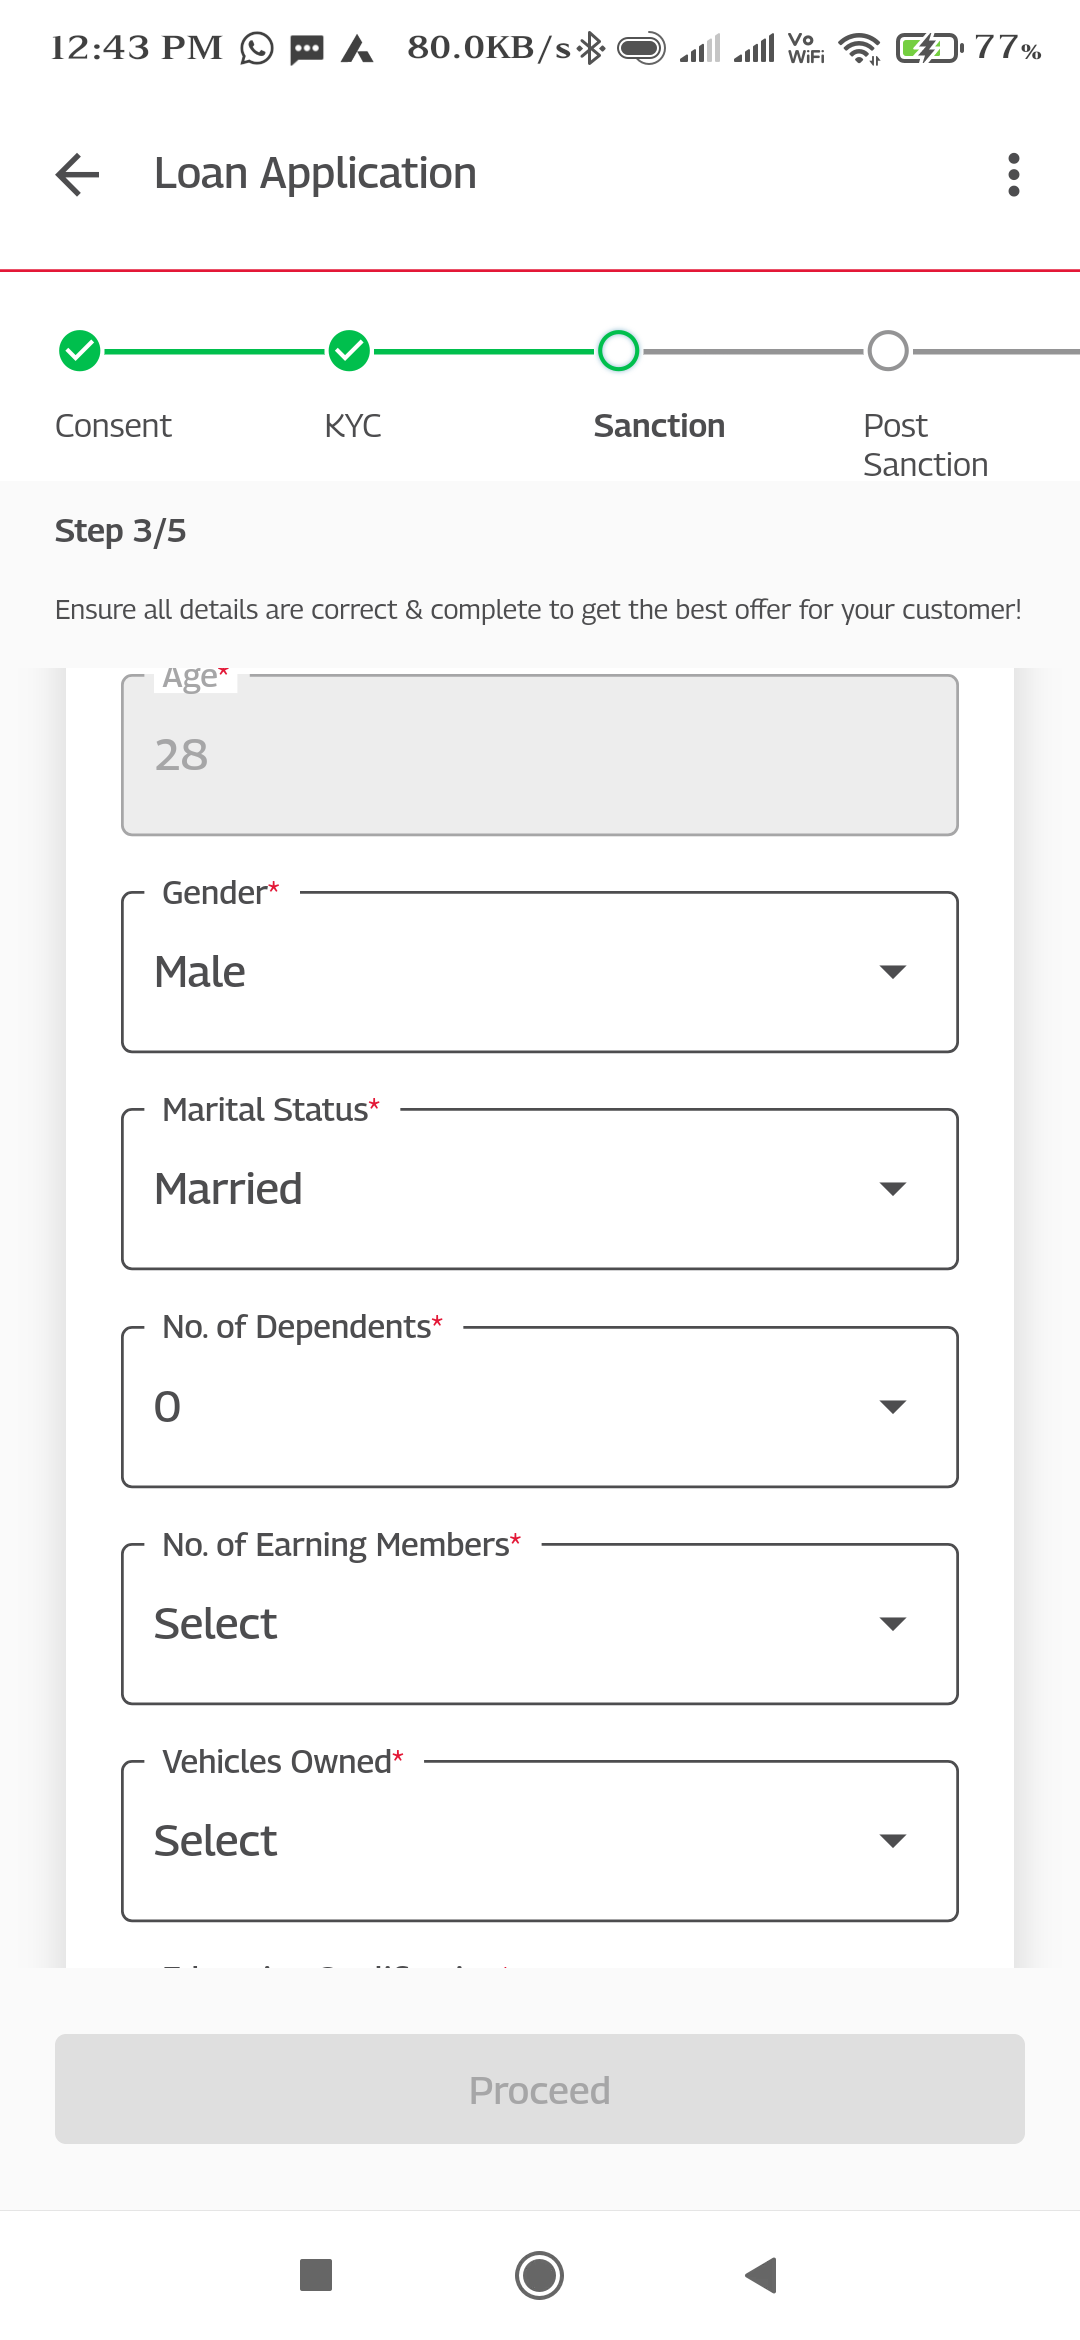 12:43 PM 80.0KB/s Vo WiFi 77%
Loan Application
Consent KYC Sanction Post Sanction
Step 3/5
Ensure all details are correct & complete to get the best offer for your customer!
Age*
28
Gender*
Male
Marital Status*
Married
No. of Dependents*
0
No. of Earning Members*
Select
Vehicles Owned*
Select
Proceed